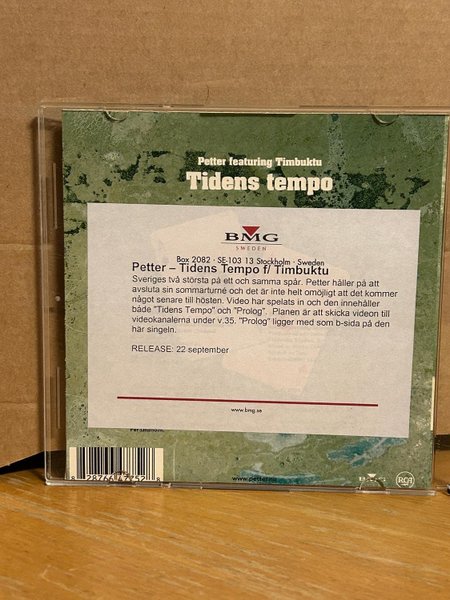 Petter featuring Timbuktu
Tidens tempo
BMG
SWEDEN
Box 2082 · SE-103 13 Stockholm · Sweden
Petter – Tidens Tempo f/ Timbuktu
Sveriges två största på ett och samma spår. Petter håller på att
avsluta sin sommarturné och det är inte helt omöjligt att det kommer
något senare till hösten. Video har spelats in och den innehåller
både "Tidens Tempo" och "Prolog". Planen är att skicka videon till
videokanalerna under v.35. "Prolog" ligger med som b-sida på den
här singeln.
RELEASE: 22 september
www.bmg.se
BMG
RCA